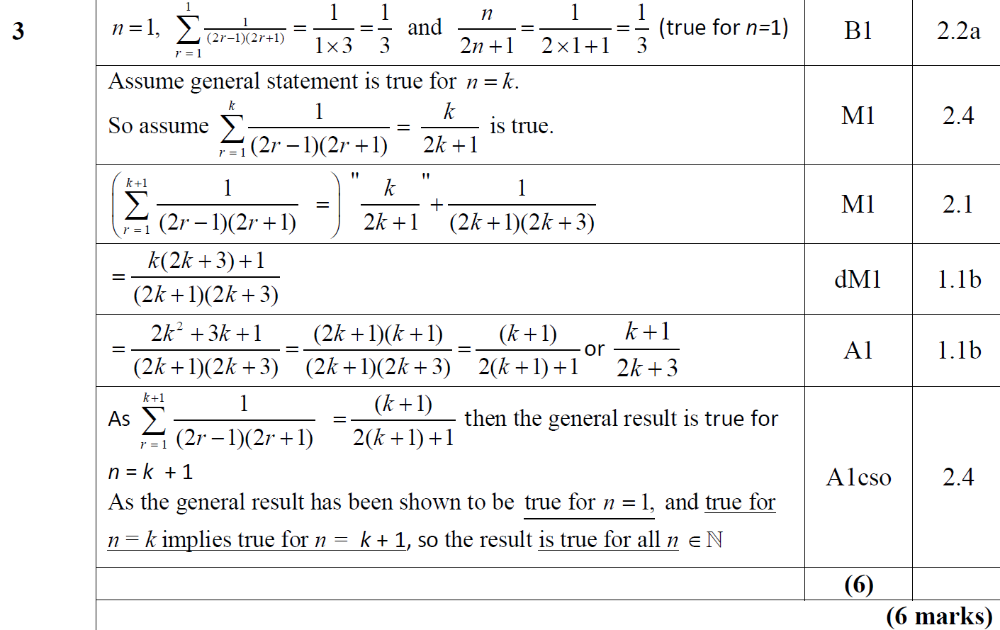 3 n = 1, \sum_{r=1}^{1} \frac{1}{(2r-1)(2r+1)} = \frac{1}{1×3} = \frac{1}{3} and \frac{n}{2n+1} = \frac{1}{2×1+1} = \frac{1}{3} (true for n=1) B1 2.2a
Assume general statement is true for n = k.
So assume \sum_{r=1}^{k} \frac{1}{(2r-1)(2r+1)} = \frac{k}{2k+1} is true. M1 2.4
( \sum_{r=1}^{k+1} \frac{1}{(2r-1)(2r+1)} = ) " \frac{k}{2k+1} " + \frac{1}{(2k+1)(2k+3)} M1 2.1
= \frac{k(2k+3)+1}{(2k+1)(2k+3)} dM1 1.1b
= \frac{2k^2+3k+1}{(2k+1)(2k+3)} = \frac{(2k+1)(k+1)}{(2k+1)(2k+3)} = \frac{(k+1)}{2(k+1)+1} or \frac{k+1}{2k+3} A1 1.1b
As \sum_{r=1}^{k+1} \frac{1}{(2r-1)(2r+1)} = \frac{(k+1)}{2(k+1)+1} then the general result is true for
n = k + 1
As the general result has been shown to be true for n = 1, and true for
n = k implies true for n = k + 1, so the result is true for all n ∈ ℕ
A1cso 2.4
(6)
(6 marks)